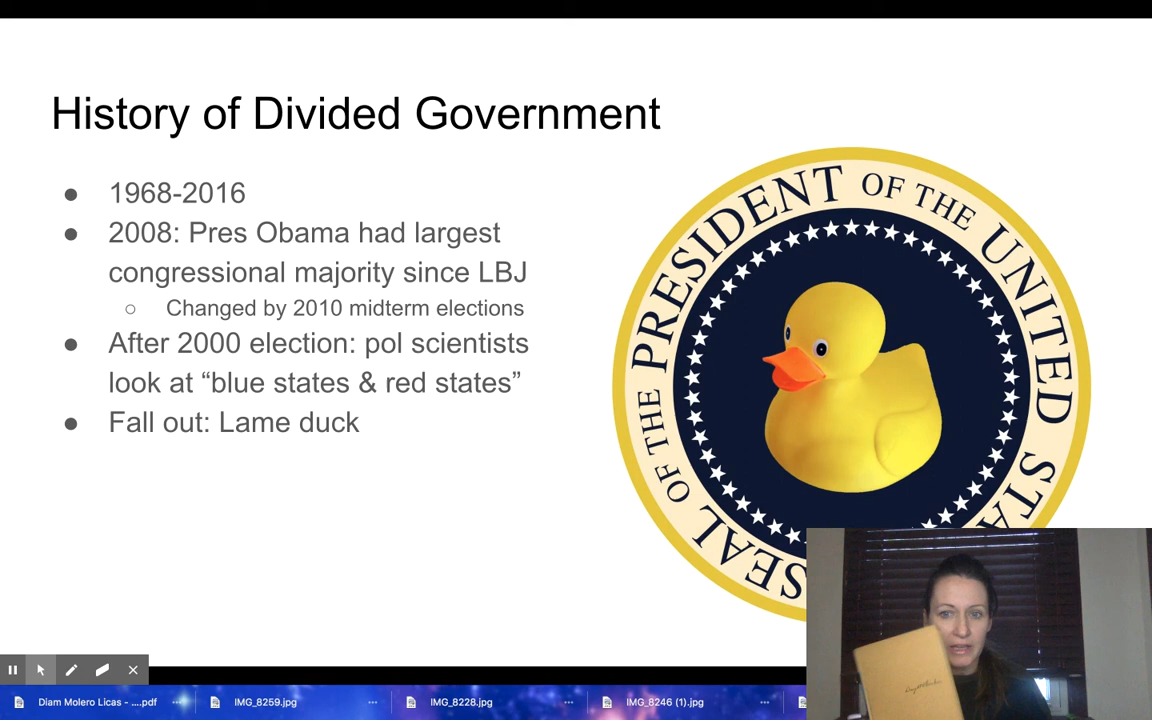 History of Divided Government
● 1968-2016
● 2008: Pres Obama had largest
congressional majority since LBJ
○ Changed by 2010 midterm elections
● After 2000 election: pol scientists
look at “blue states & red states”
● Fall out: Lame duck
SEAL OF THE PRESIDENT OF THE UNITED STA
Diam Molero Licas - ....pdf
IMG_8259.jpg
IMG_8228.jpg
IMG_8246 (1).jpg